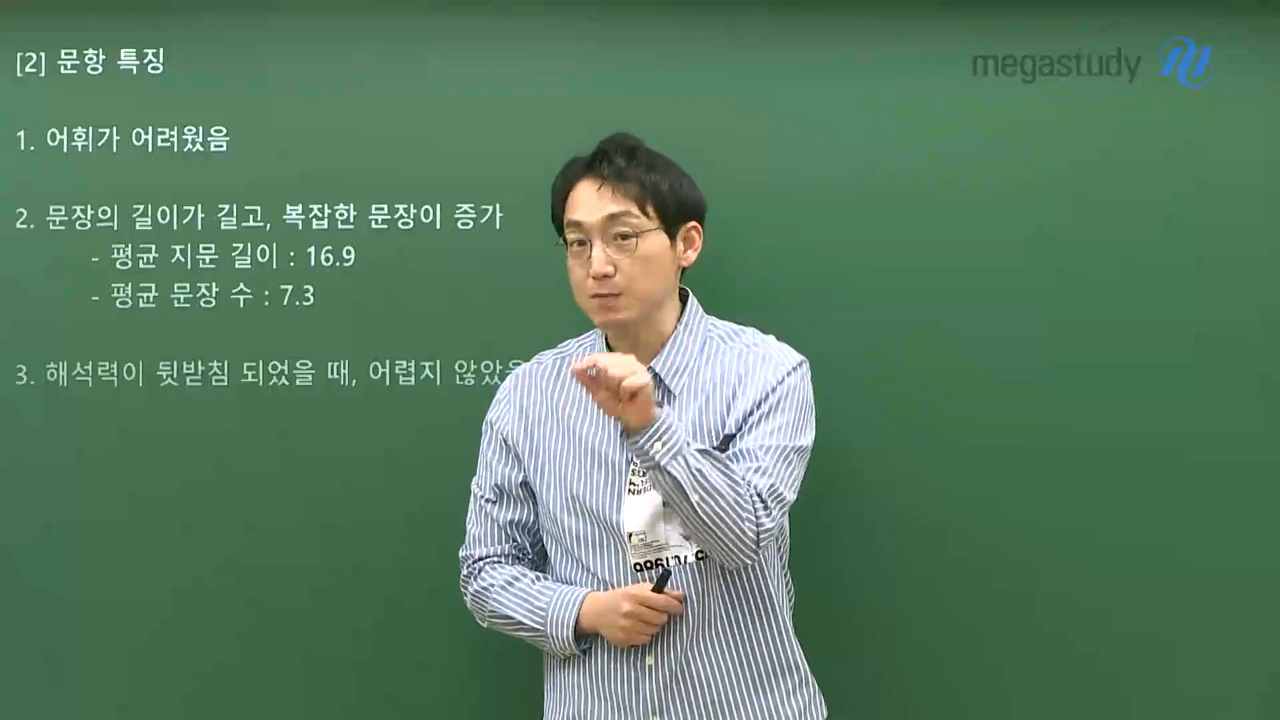 [2] 문항 특징
megastudy
1. 어휘가 어려웠음
2. 문장의 길이가 길고, 복잡한 문장이 증가
- 평균 지문 길이 : 16.9
- 평균 문장 수 : 7.3
3. 해석력이 뒷받침 되었을 때, 어렵지